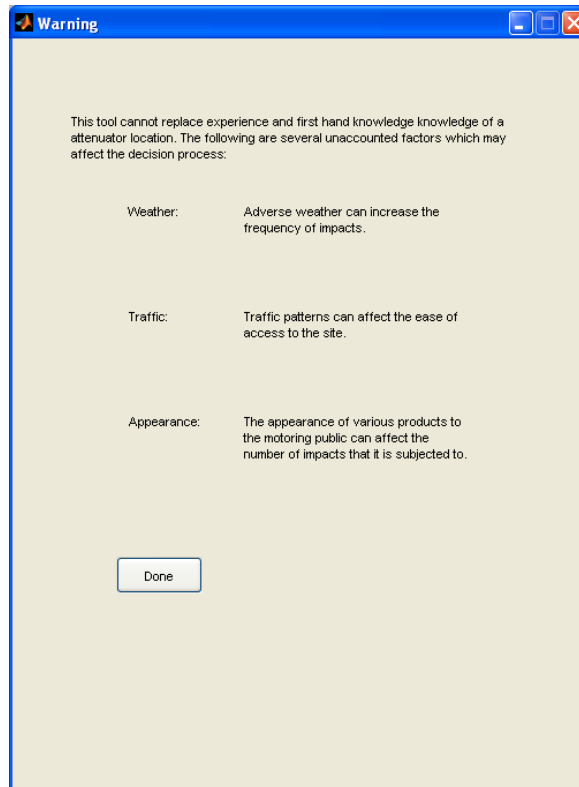 Warning
This tool cannot replace experience and first hand knowledge knowledge of a
attenuator location. The following are several unaccounted factors which may
affect the decision process:
Weather: Adverse weather can increase the
frequency of impacts.
Traffic: Traffic patterns can affect the ease of
access to the site.
Appearance: The appearance of various products to
the motoring public can affect the
number of impacts that it is subjected to.
Done